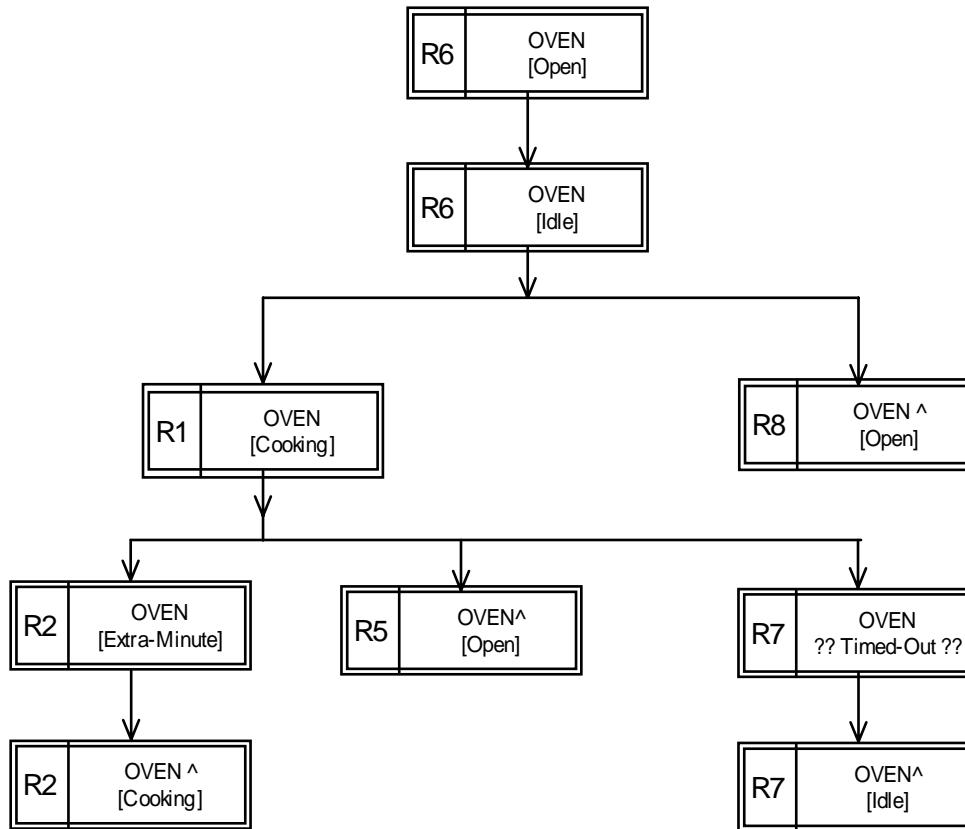 R6
OVEN
[Open]
R6
OVEN
[Idle]
R1
OVEN
[Cooking]
R8
OVEN ^
[Open]
R2
OVEN
[Extra-Minute]
R5
OVEN^
[Open]
R7
OVEN
?? Timed-Out ??
R2
OVEN ^
[Cooking]
R7
OVEN^
[Idle]